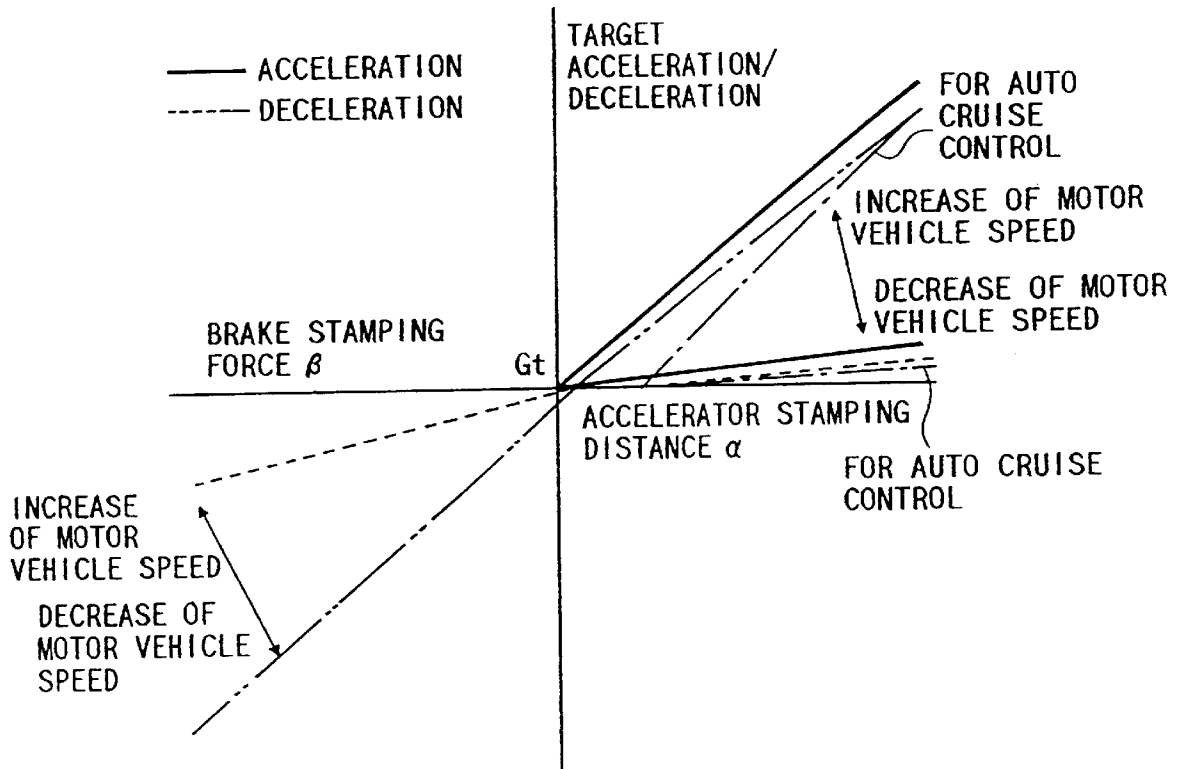 ACCELERATION
DECELERATION
TARGET
ACCELERATION/
DECELERATION
FOR AUTO
CRUISE
CONTROL
INCREASE OF MOTOR
VEHICLE SPEED
DECREASE OF MOTOR
VEHICLE SPEED
BRAKE STAMPING
FORCE β
Gt
ACCELERATOR STAMPING
DISTANCE α
FOR AUTO CRUISE
CONTROL
INCREASE
OF MOTOR
VEHICLE SPEED
DECREASE OF
MOTOR VEHICLE
SPEED